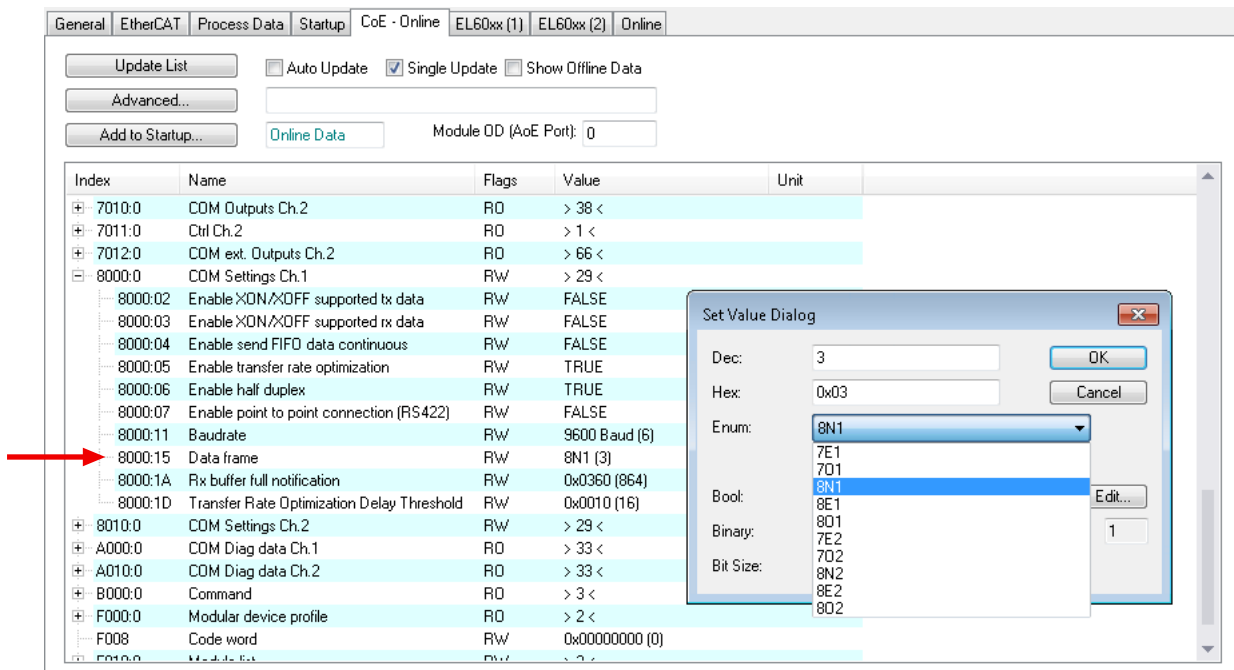 General EtherCAT Process Data Startup CoE - Online EL60xx (1) EL60xx (2) Online
Update List Auto Update Single Update Show Offline Data
Advanced...
Add to Startup... Online Data Module OD (AoE Port): 0
Index Name Flags Value Unit
7010:0 COM Outputs Ch.2 RO > 38 <
7011:0 Ctrl Ch.2 RO > 1 <
7012:0 COM ext. Outputs Ch.2 RO > 66 <
8000:0 COM Settings Ch.1 RW > 29 <
8000:02 Enable XON/XOFF supported tx data RW FALSE
8000:03 Enable XON/XOFF supported rx data RW FALSE
8000:04 Enable send FIFO data continuous RW FALSE
8000:05 Enable transfer rate optimization RW TRUE
8000:06 Enable half duplex RW TRUE
8000:07 Enable point to point connection (RS422) RW FALSE
8000:11 Baudrate RW 9600 Baud (6)
8000:15 Data frame RW 8N1 (3)
8000:1A Rx buffer full notification RW 0x0360 (864)
8000:1D Transfer Rate Optimization Delay Threshold RW 0x0010 (16)
8010:0 COM Settings Ch.2 RW > 29 <
A000:0 COM Diag data Ch.1 RO > 33 <
A010:0 COM Diag data Ch.2 RO > 33 <
B000:0 Command RO > 3 <
F000:0 Modular device profile RO > 2 <
F008 Code word RW 0x00000000 (0)
Set Value Dialog
Dec: 3 OK
Hex: 0x03 Cancel
Enum: 8N1
7E1
7O1
8N1
8E1
8O1
7E2
7O2
8N2
8E2
8O2
Bool: Edit...
Binary: 1
Bit Size: